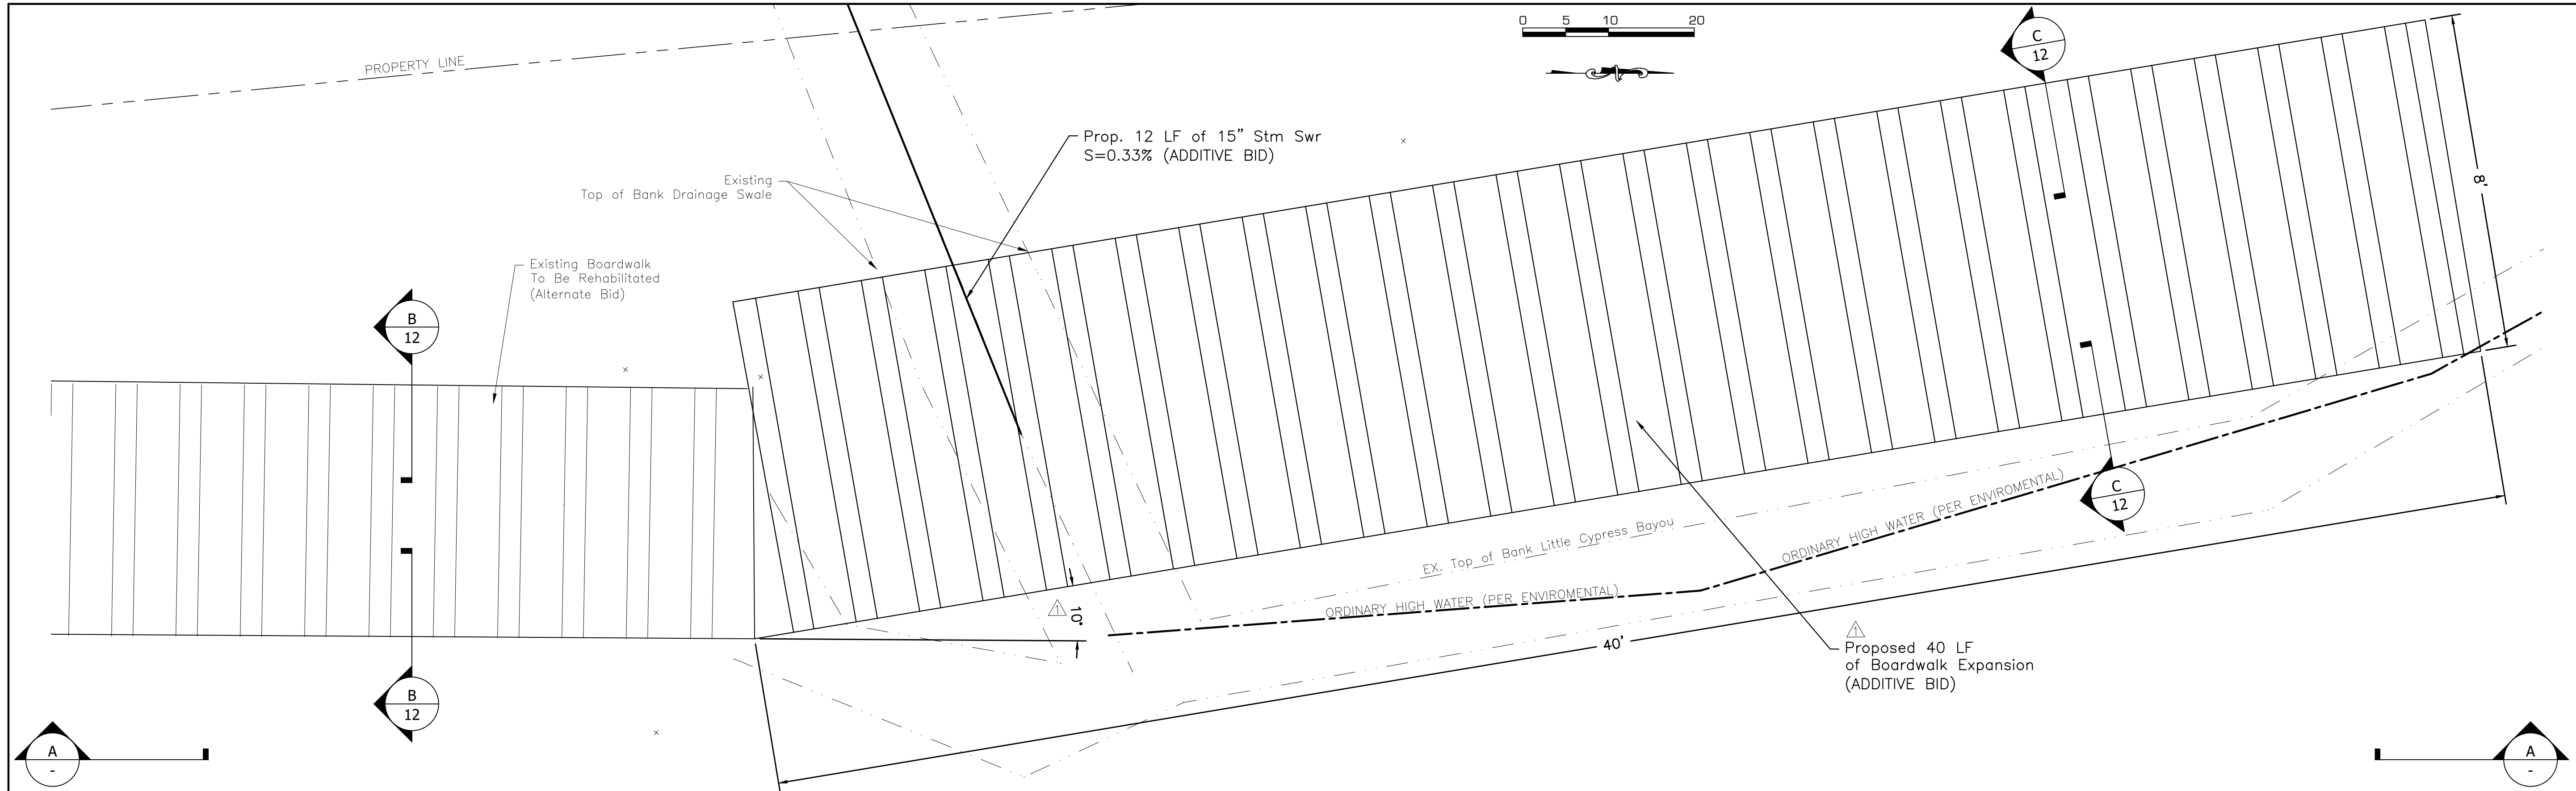 0 5 10 20
C
12
PROPERTY LINE
Prop. 12 LF of 15" Stm Swr
S=0.33% (ADDITIVE BID)
Existing
Top of Bank Drainage Swale
8'
Existing Boardwalk
To Be Rehabilitated
(Alternate Bid)
B
12
C
12
EX. Top of Bank Little Cypress Bayou
ORDINARY HIGH WATER (PER ENVIROMENTAL)
ORDINARY HIGH WATER (PER ENVIROMENTAL)
1
10°
40'
1
Proposed 40 LF
of Boardwalk Expansion
(ADDITIVE BID)
B
12
A
-
A
-